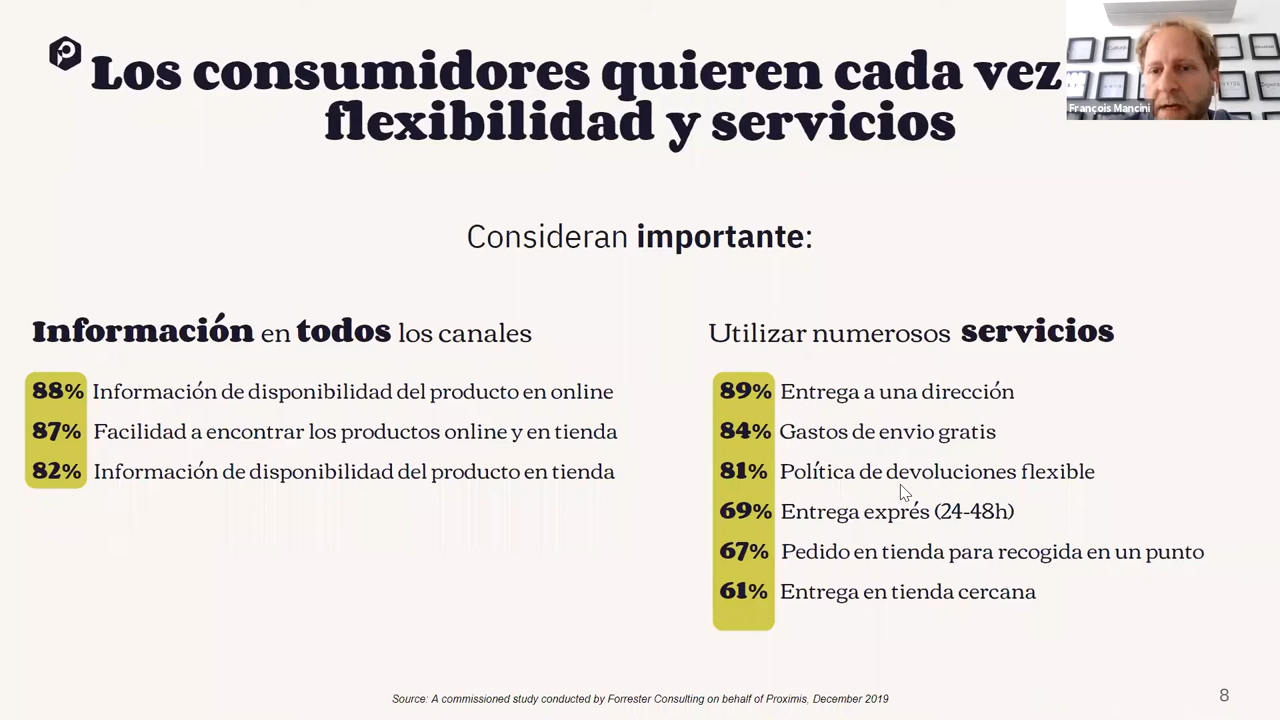 Los consumidores quieren cada vez
flexibilidad y servicios
François Mancini
Consideran importante:
Información en todos los canales
88% Información de disponibilidad del producto en online
87% Facilidad a encontrar los productos online y en tienda
82% Información de disponibilidad del producto en tienda
Utilizar numerosos servicios
89% Entrega a una dirección
84% Gastos de envio gratis
81% Política de devoluciones flexible
69% Entrega exprés (24-48h)
67% Pedido en tienda para recogida en un punto
61% Entrega en tienda cercana
Source: A commissioned study conducted by Forrester Consulting on behalf of Proximis, December 2019
8